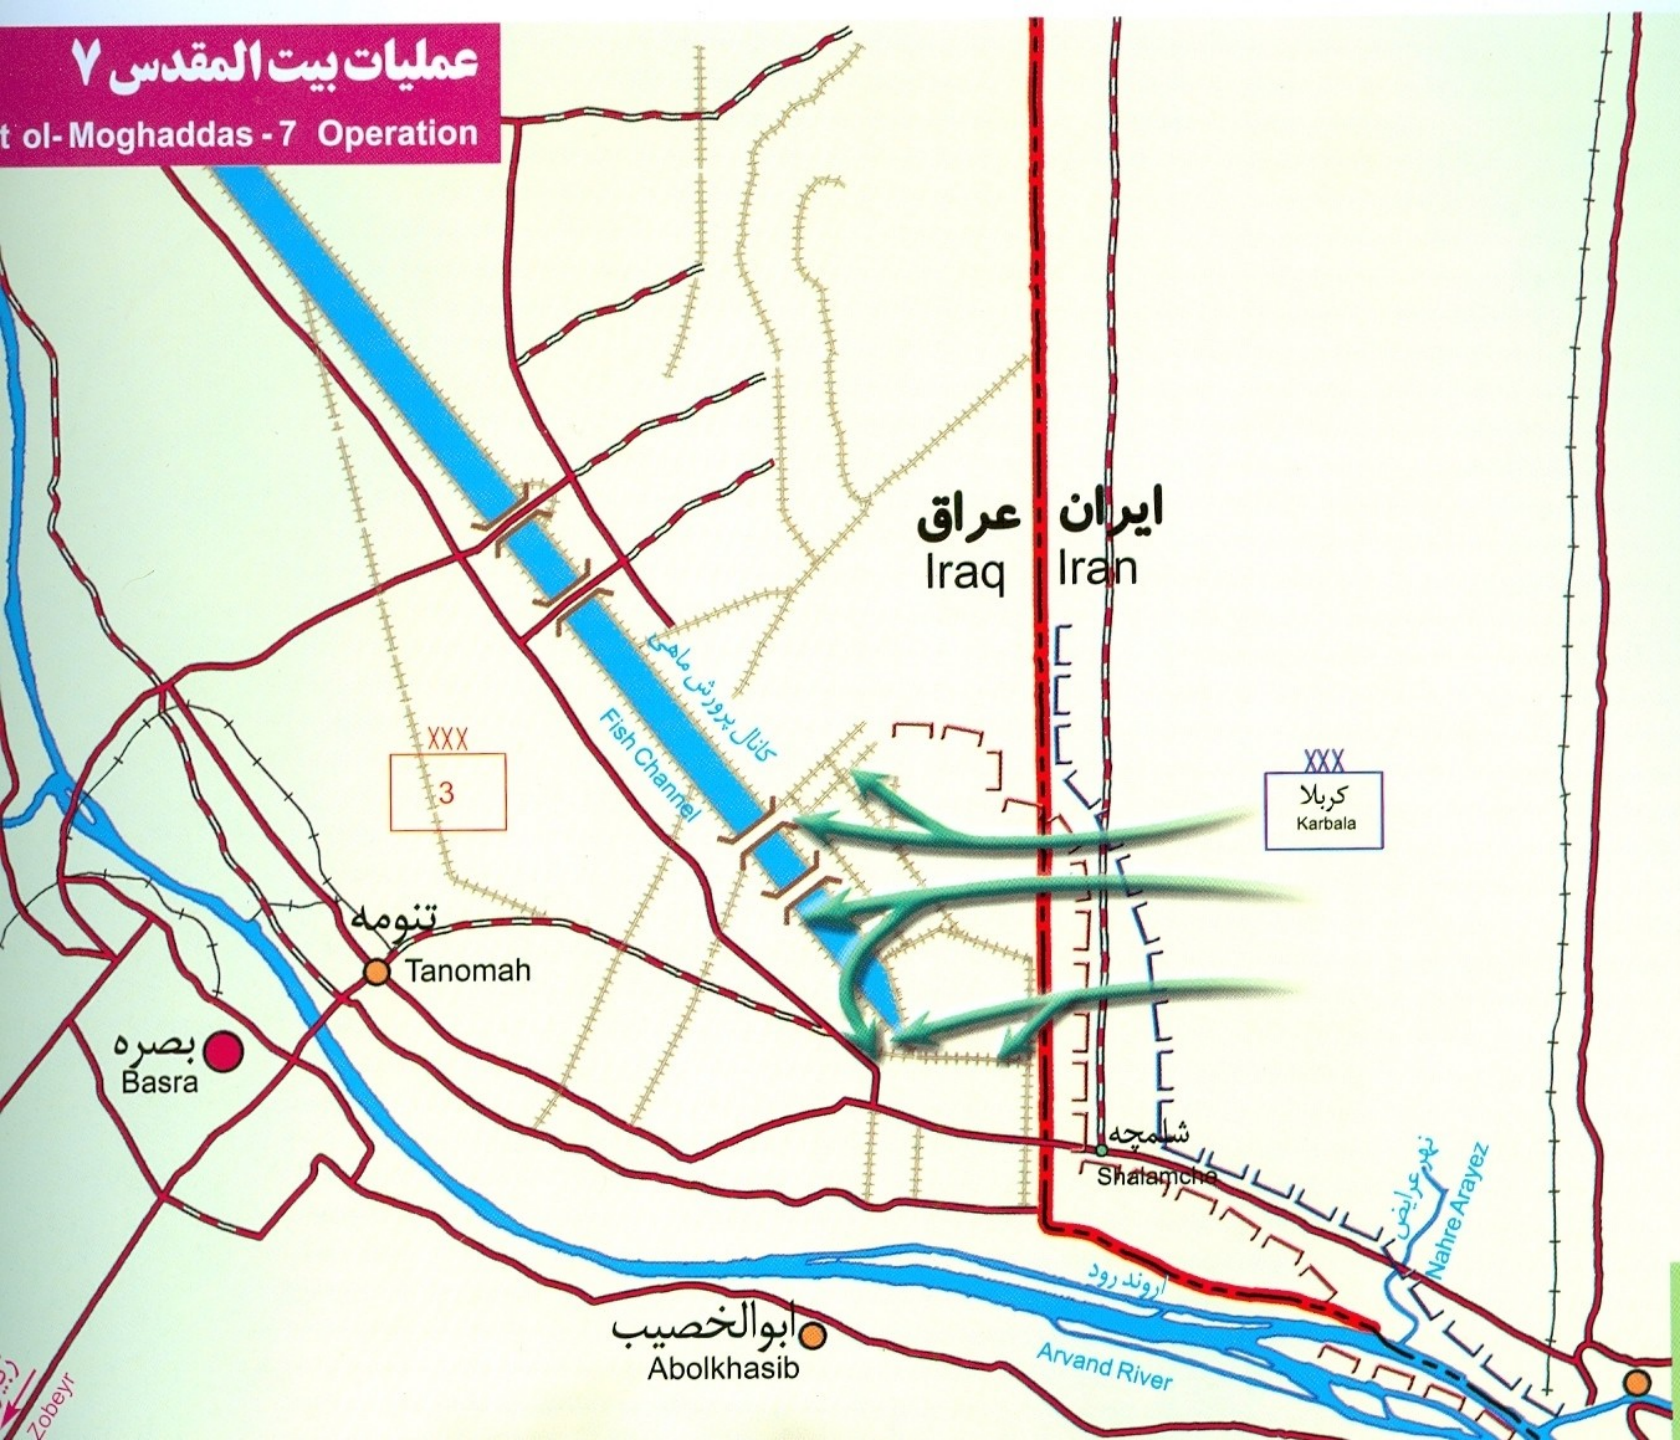 عملیات بیت المقدس ۷
t ol-Moghaddas - 7 Operation
عراق
ایران
Iraq
Iran
کانال پرورش ماهی
Fish Channel
XXX
3
XXX
کربلا
Karbala
تنومه
Tanomah
بصره
Basra
شلمچه
Shalamche
نهر عرایض
Nahre Arayez
اروند رود
Arvand River
ابوالخصیب
Abolkhasib
Zobeyr